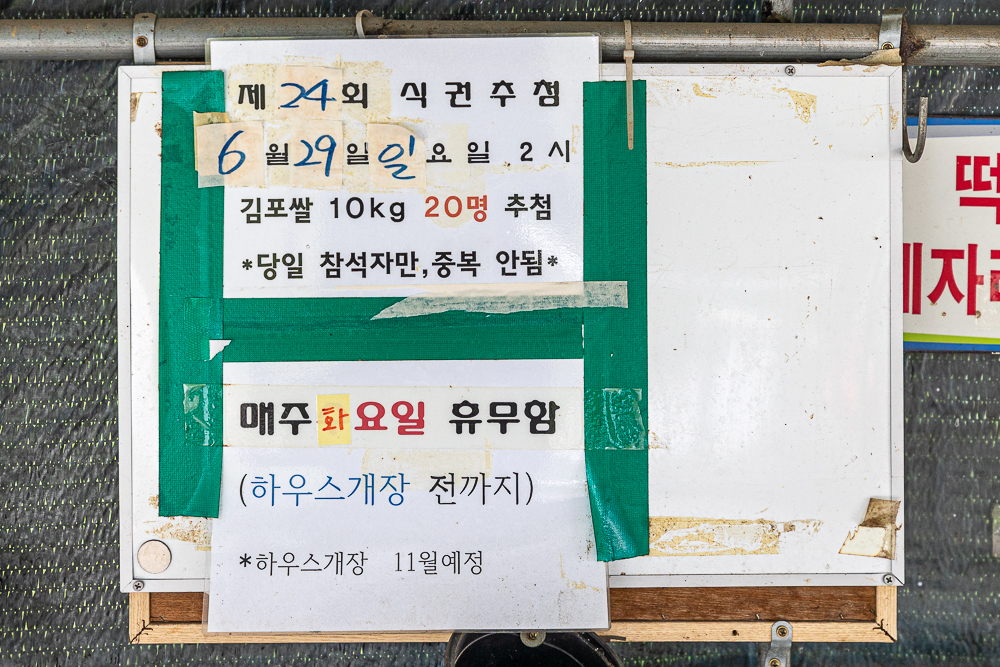 제 24회 식권추첨
6월 29일 일요일 2시
김포쌀 10kg 20명 추첨
*당일 참석자만,중복 안됨*
매주 화요일 휴무함
(하우스개장 전까지)
*하우스개장 11월예정
떡